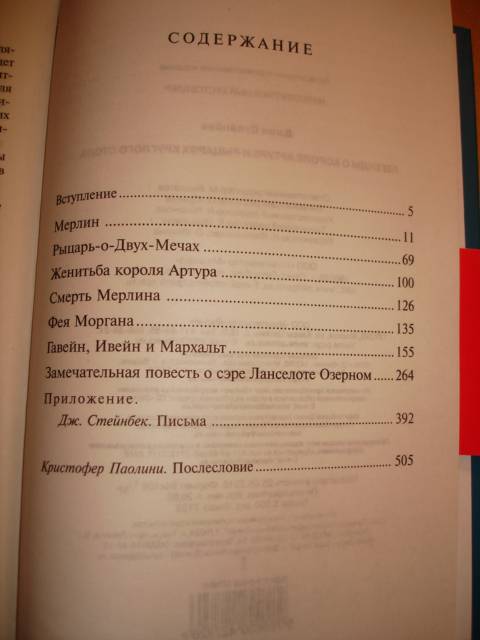 СОДЕРЖАНИЕ
Вступление 5
Мерлин 11
Рыцарь-о-Двух-Мечах 69
Женитьба короля Артура 100
Смерть Мерлина 126
Фея Моргана 135
Гавейн, Ивейн и Мархальт 155
Замечательная повесть о сэре Ланселоте Озерном 264
Приложение.
Дж. Стейнбек. Письма 392
Кристофер Паолини. Послесловие 505